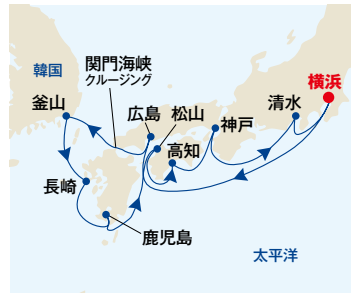 関門海峡
クルージング
韓国
釜山
広島
松山
神戸
清水
横浜
高知
長崎
鹿児島
太平洋